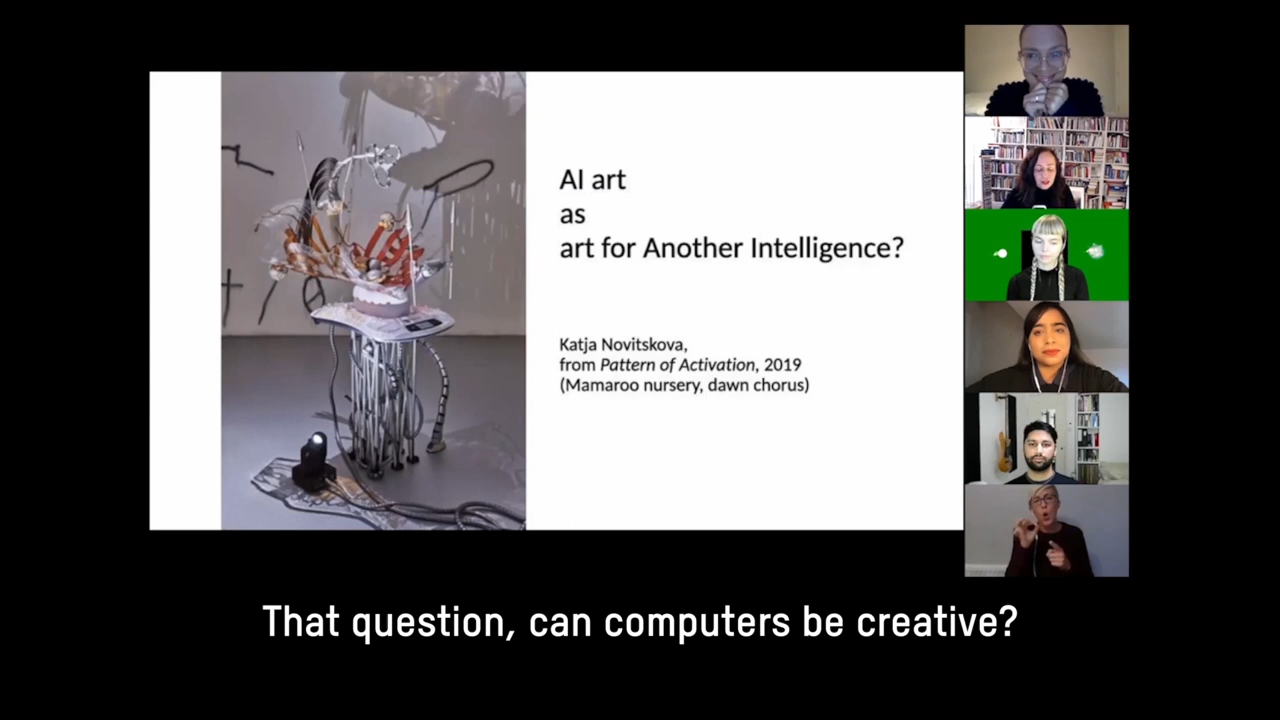 AI art
as
art for Another Intelligence?
Katja Novitskova,
from Pattern of Activation, 2019
(Mamaroo nursery, dawn chorus)
That question, can computers be creative?